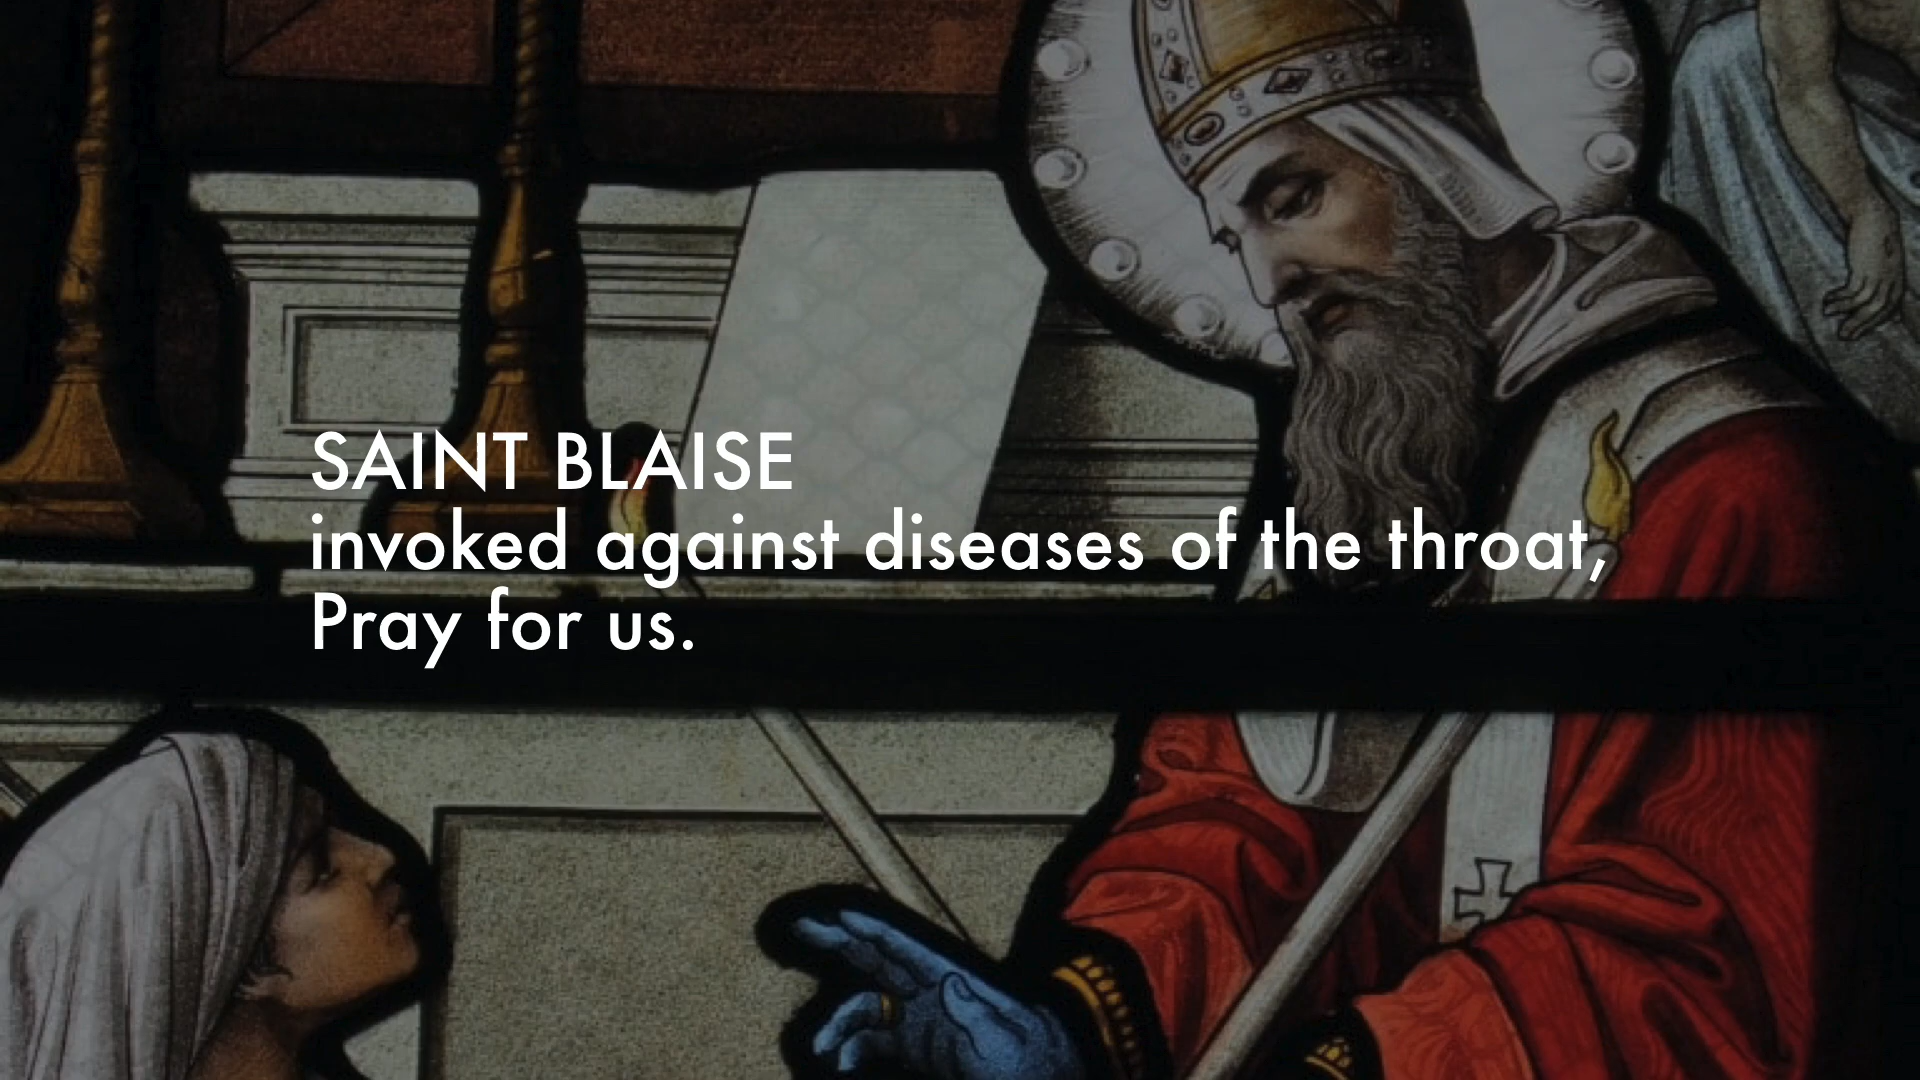 SAINT BLAISE
invoked against diseases of the throat,
Pray for us.